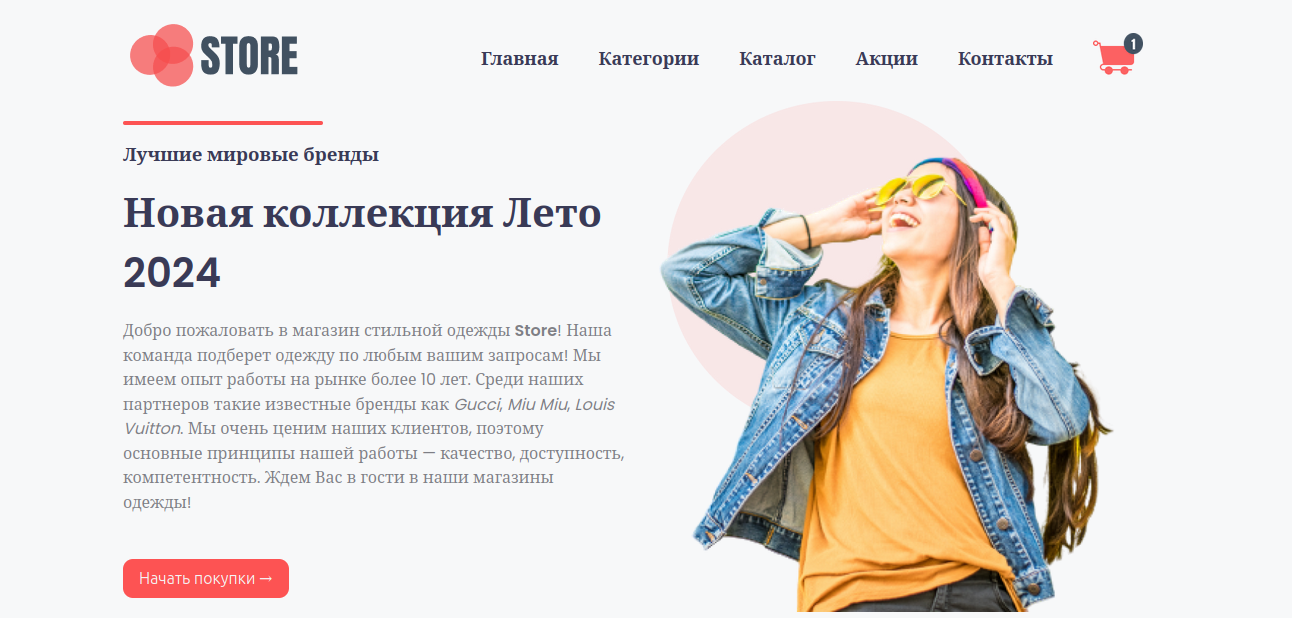 STORE
Главная Категории Каталог Акции Контакты
1
Лучшие мировые бренды
Новая коллекция Лето
2024
Добро пожаловать в магазин стильной одежды Store! Наша
команда подберет одежду по любым вашим запросам! Мы
имеем опыт работы на рынке более 10 лет. Среди наших
партнеров такие известные бренды как Gucci, Miu Miu, Louis
Vuitton. Мы очень ценим наших клиентов, поэтому
основные принципы нашей работы — качество, доступность,
компетентность. Ждем Вас в гости в наши магазины
одежды!
Начать покупки →